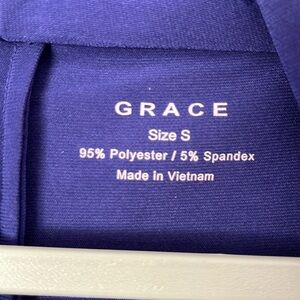 GRACE
Size S
95% Polyester / 5% Spandex
Made in Vietnam